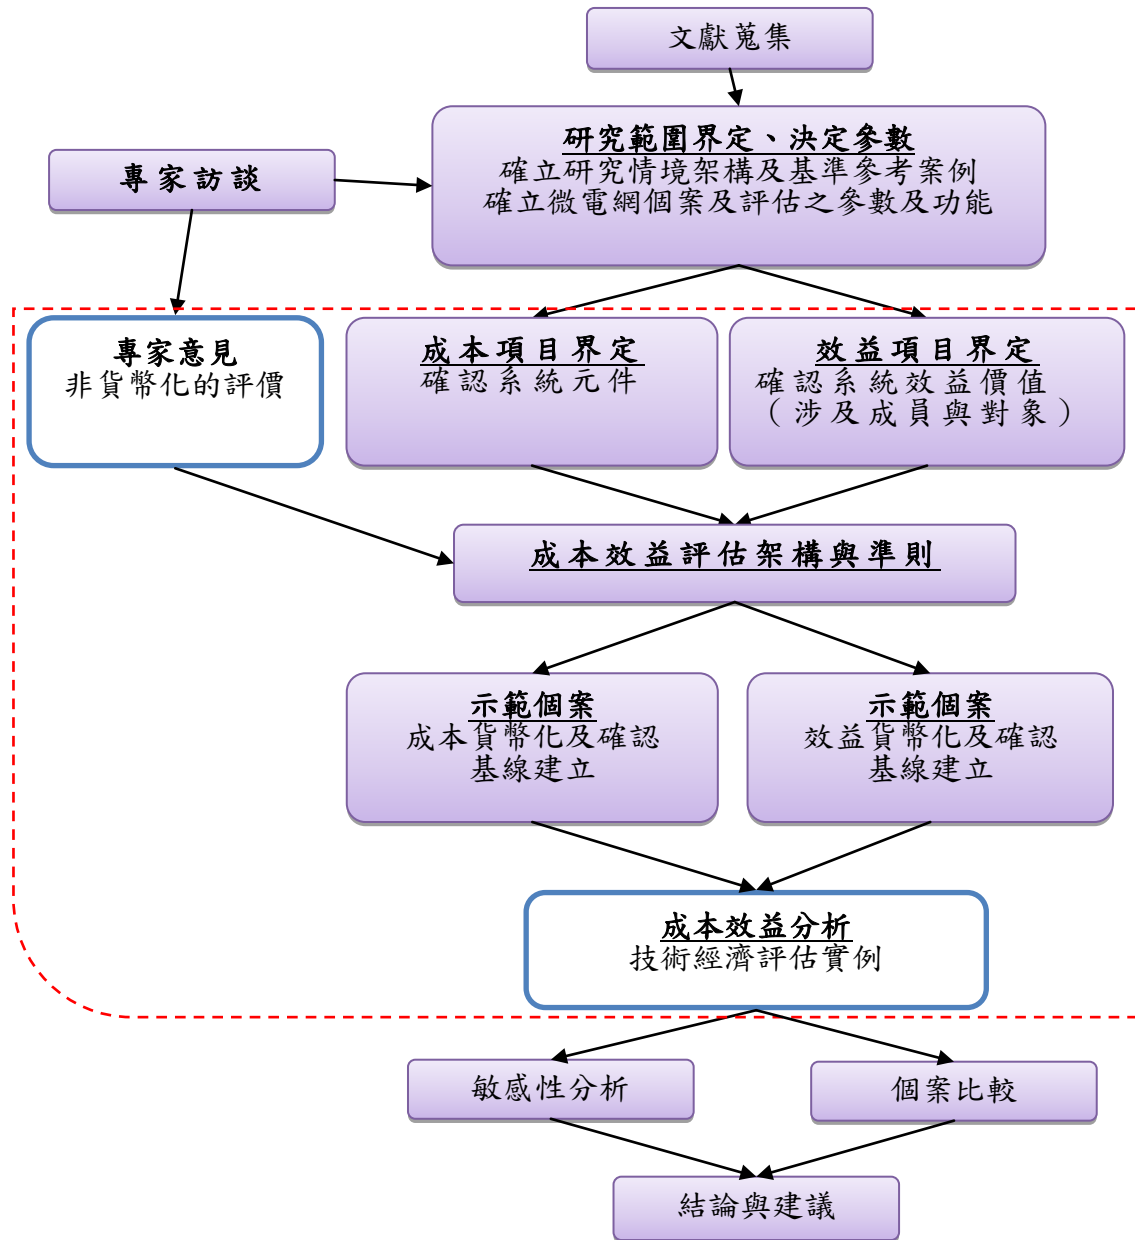 文獻蒐集
研究範圍界定、決定參數
確立研究情境架構及基準參考案例
確立微電網個案及評估之參數及功能
專家訪談
專家意見
非貨幣化的評價
成本項目界定
確認系統元件
效益項目界定
確認系統效益價值
（涉及成員與對象）
成本效益評估架構與準則
示範個案
成本貨幣化及確認
基線建立
示範個案
效益貨幣化及確認
基線建立
成本效益分析
技術經濟評估實例
敏感性分析
個案比較
結論與建議